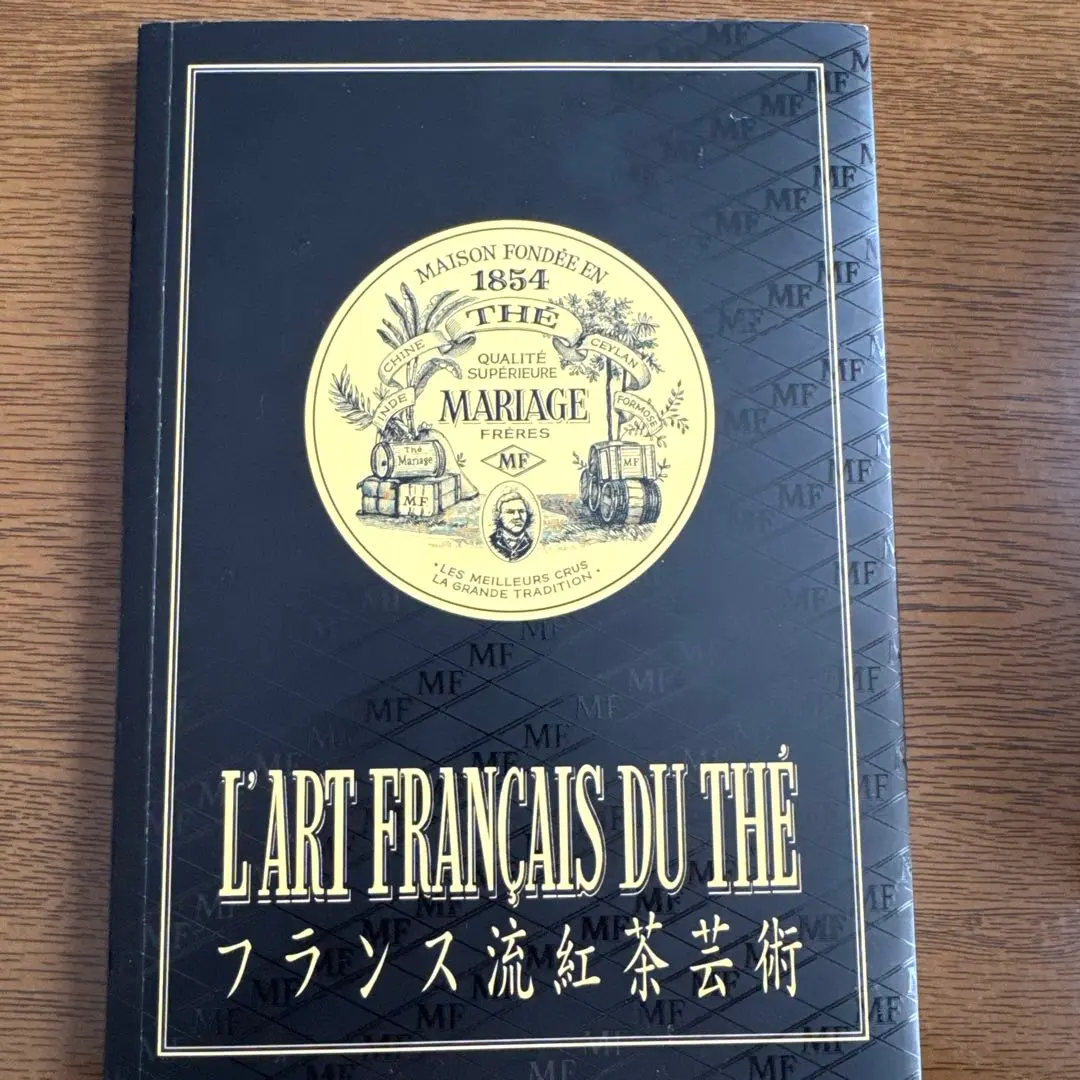 MAISON FONDÉE EN
1854
THÉ
CHINE
CEYLAN
INDE
FORMOSE
QUALITÉ
SUPÉRIEURE
MARIAGE
FRÈRES
MF
Thé
Mariage
MF
MF
• LES MEILLEURS CRUS
LA GRANDE TRADITION •
L'ART FRANÇAIS DU THÉ
フランス流紅茶芸術